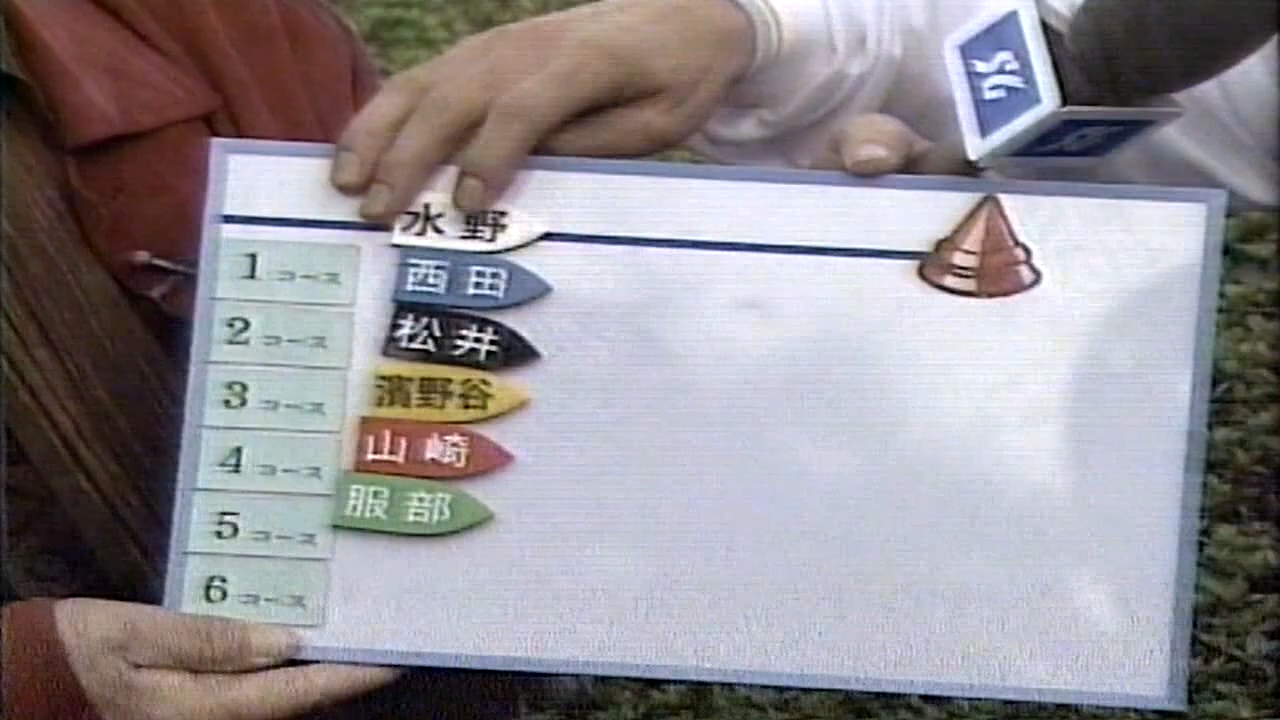 SG
水野
1コース 西田
2コース 松井
3コース 濱野谷
4コース 山崎
5コース 服部
6コース